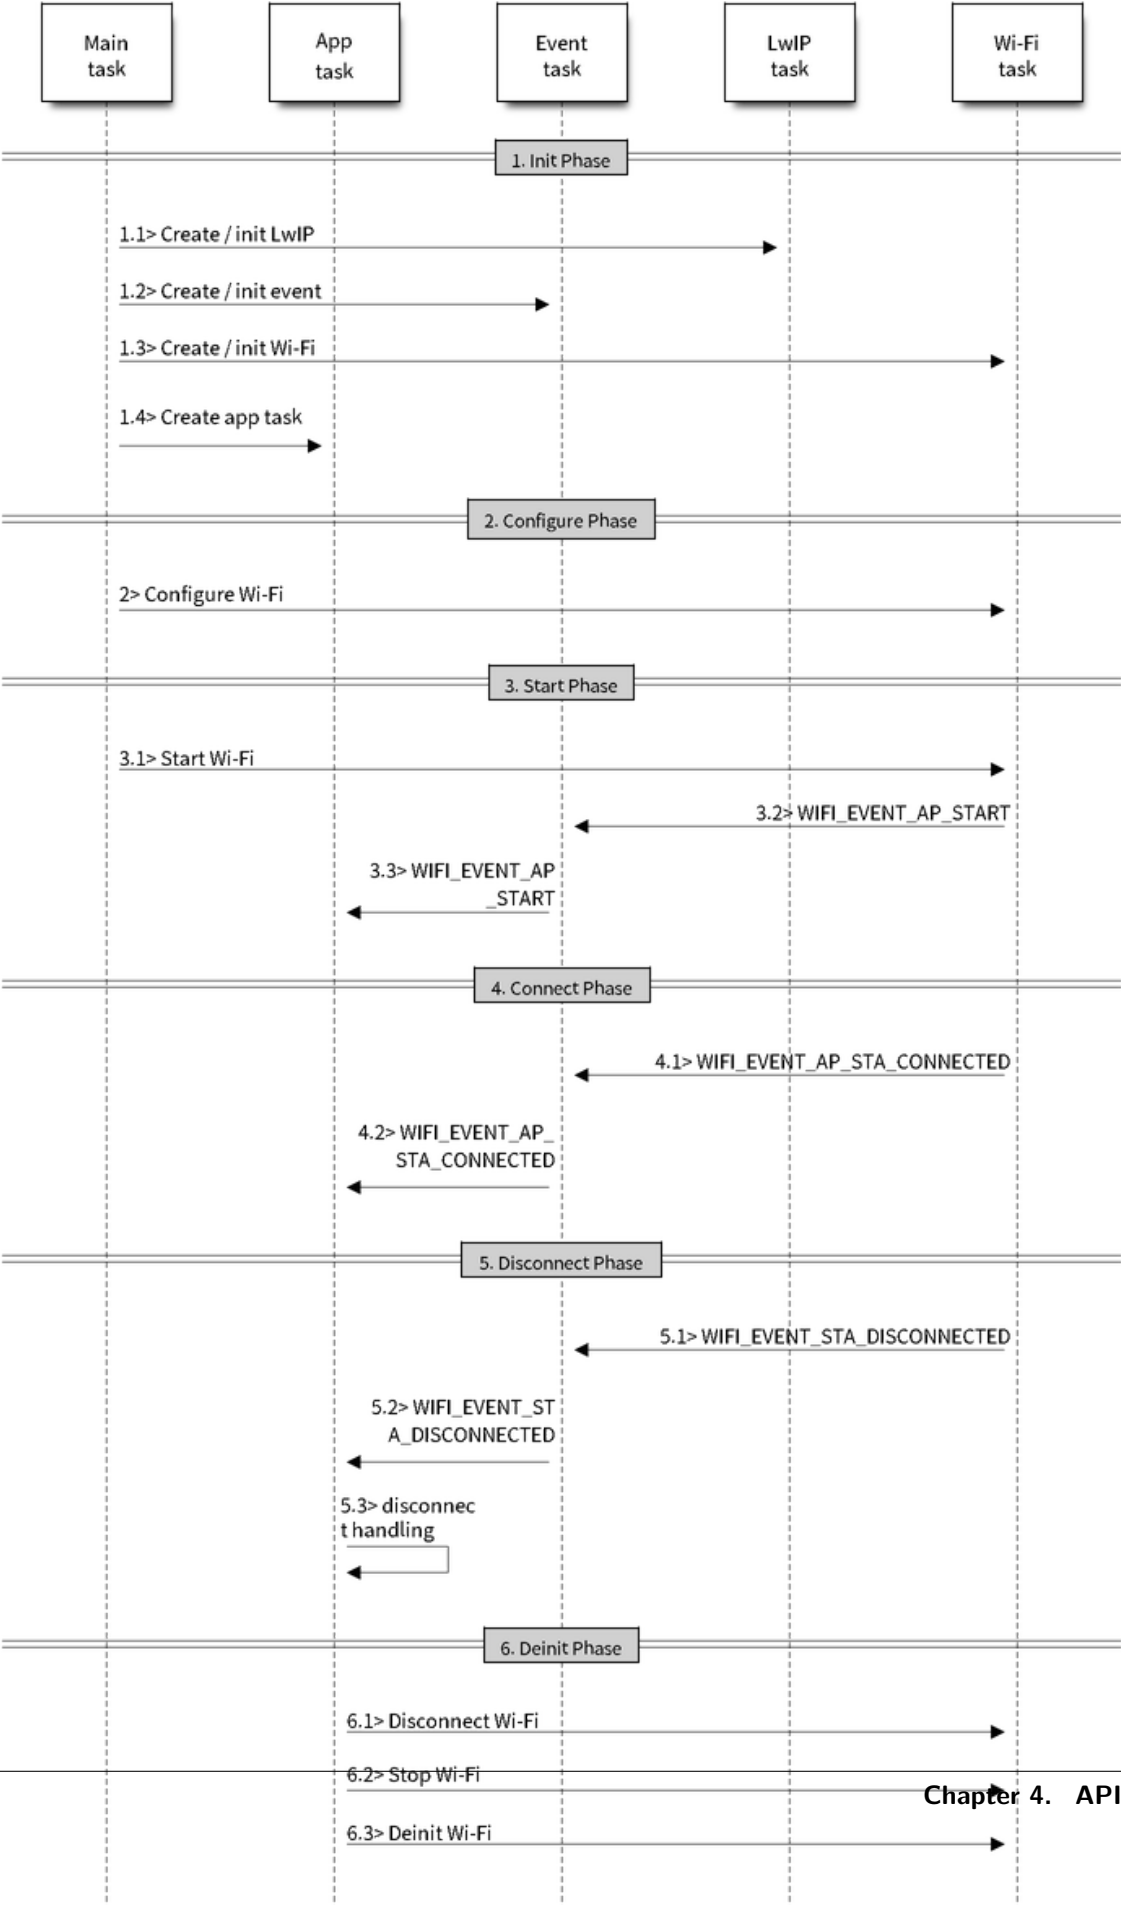 Main
task
App
task
Event
task
LwIP
task
Wi-Fi
task
1. Init Phase
1.1> Create / init LwIP
1.2> Create / init event
1.3> Create / init Wi-Fi
1.4> Create app task
2. Configure Phase
2> Configure Wi-Fi
3. Start Phase
3.1> Start Wi-Fi
3.2> WIFI_EVENT_AP_START
3.3> WIFI_EVENT_AP
_START
4. Connect Phase
4.1> WIFI_EVENT_AP_STA_CONNECTED
4.2> WIFI_EVENT_AP_
STA_CONNECTED
5. Disconnect Phase
5.1> WIFI_EVENT_STA_DISCONNECTED
5.2> WIFI_EVENT_ST
A_DISCONNECTED
5.3> disconnec
t handling
6. Deinit Phase
6.1> Disconnect Wi-Fi
6.2> Stop Wi-Fi
Chapter 4. API
6.3> Deinit Wi-Fi